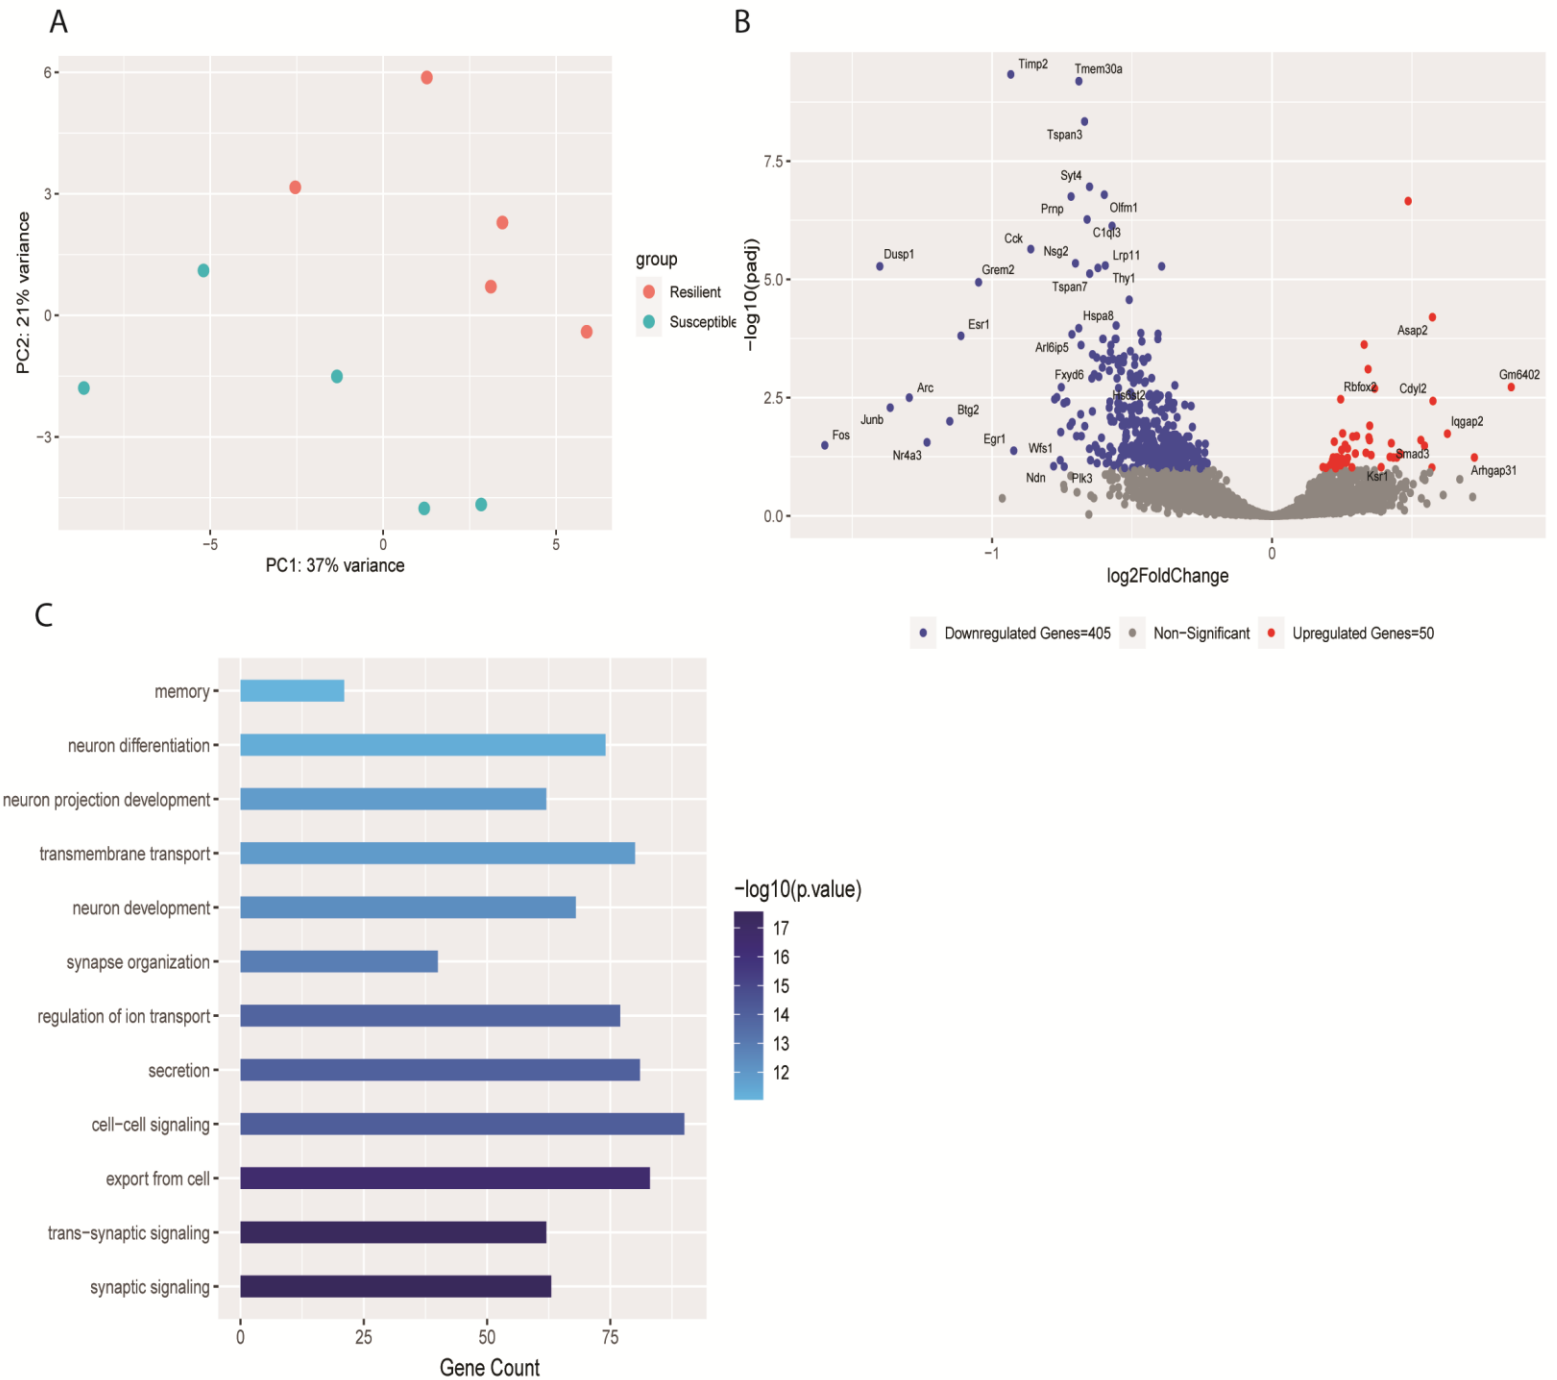 A
6
3
0
−3
−5
0
5
PC2: 21% variance
PC1: 37% variance
group
Resilient
Susceptible
B
7.5
5.0
2.5
0.0
−log10(padj)
−1
0
log2FoldChange
Timp2
Tmem30a
Tspan3
Syt4
Prnp
Olfm1
C1ql3
Cck
Nsg2
Lrp11
Dusp1
Grem2
Tspan7
Thy1
Esr1
Hspa8
Arl6ip5
Asap2
Fxyd6
Gm6402
Arc
Rbfox2
Cdyl2
Junb
Btg2
Iqgap2
Fos
Egr1
Nr4a3
Wfs1
Smad3
Ndn
Plk3
Ksr1
Arhgap31
Downregulated Genes=405
Non−Significant
Upregulated Genes=50
C
memory
neuron differentiation
neuron projection development
transmembrane transport
neuron development
synapse organization
regulation of ion transport
secretion
cell−cell signaling
export from cell
trans−synaptic signaling
synaptic signaling
0
25
50
75
Gene Count
−log10(p.value)
17
16
15
14
13
12